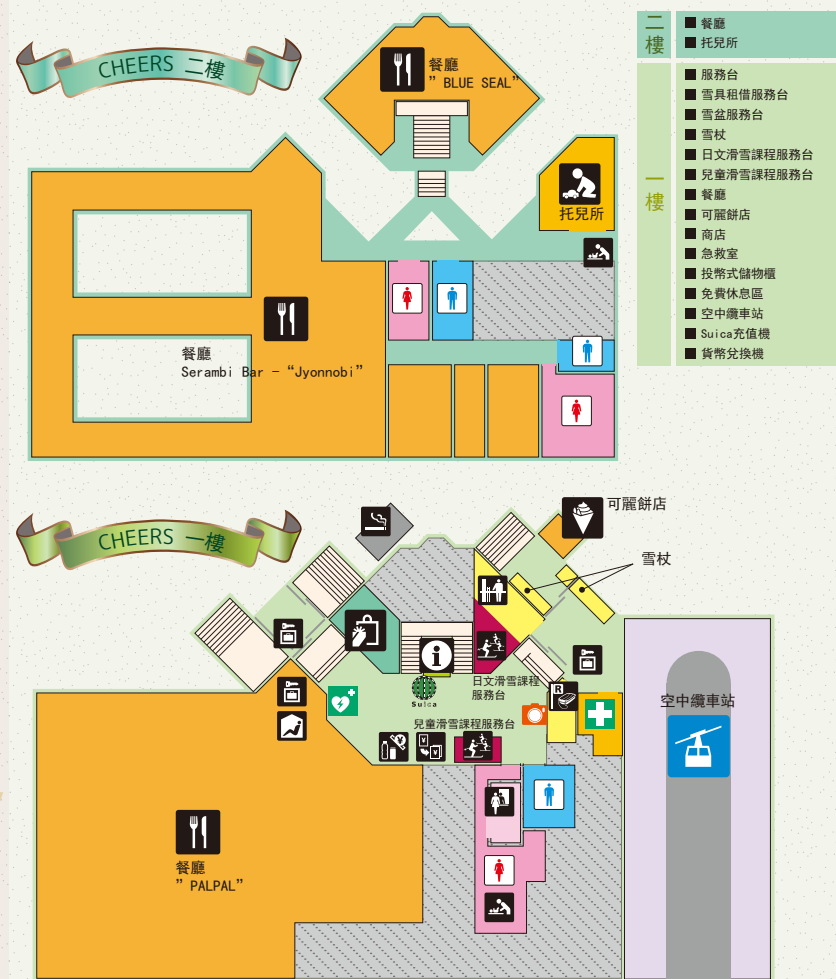 CHEERS 二樓
餐廳
” BLUE SEAL”
托兒所
餐廳
Serambi Bar - “Jyonnobi”
二樓
餐廳
托兒所
一樓
服務台
雪具租借服務台
雪盆服務台
雪杖
日文滑雪課程服務台
兒童滑雪課程服務台
餐廳
可麗餅店
商店
急救室
投幣式儲物櫃
免費休息區
空中纜車站
Suica充值機
貨幣兌換機
CHEERS 一樓
可麗餅店
雪杖
i
日文滑雪課程
服務台
R
Suica
兒童滑雪課程服務台
¥
¥
¥
空中纜車站
餐廳
” PALPAL”